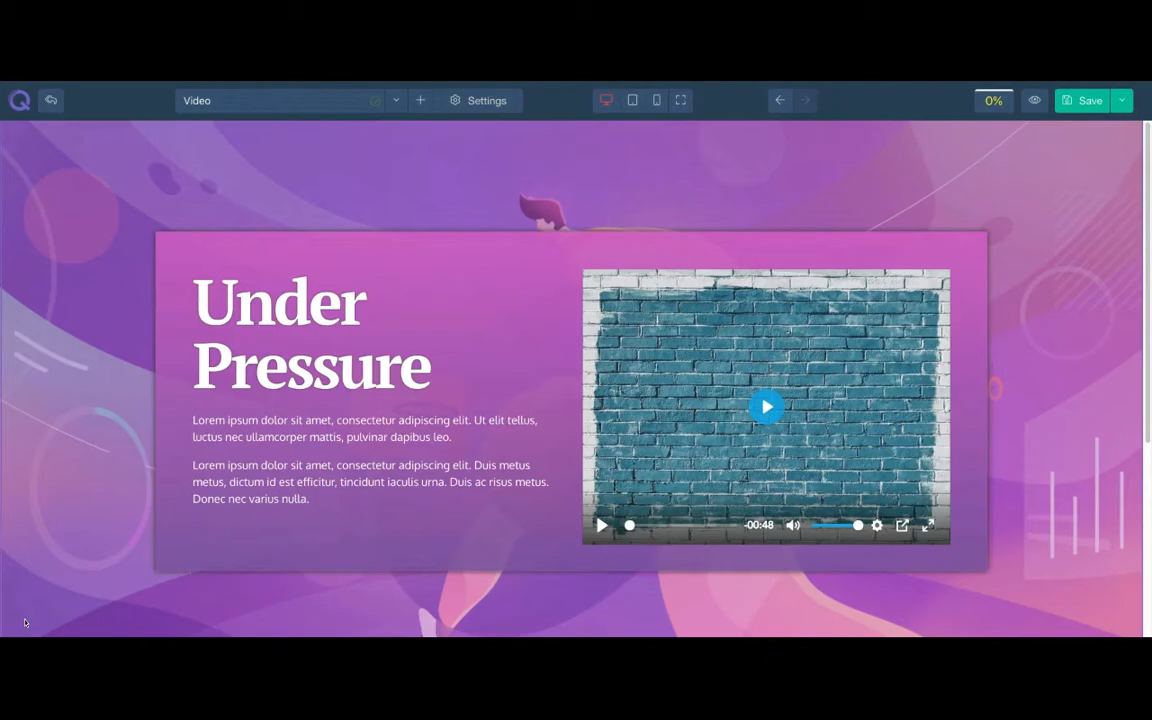 Video
Settings
0%
Save
Under
Pressure
Lorem ipsum dolor sit amet, consectetur adipiscing elit. Ut elit tellus,
luctus nec ullamcorper mattis, pulvinar dapibus leo.
Lorem ipsum dolor sit amet, consectetur adipiscing elit. Duis metus
metus, dictum id est efficitur, tincidunt iaculis urna. Duis ac risus metus.
Donec nec varius nulla.
-00:48